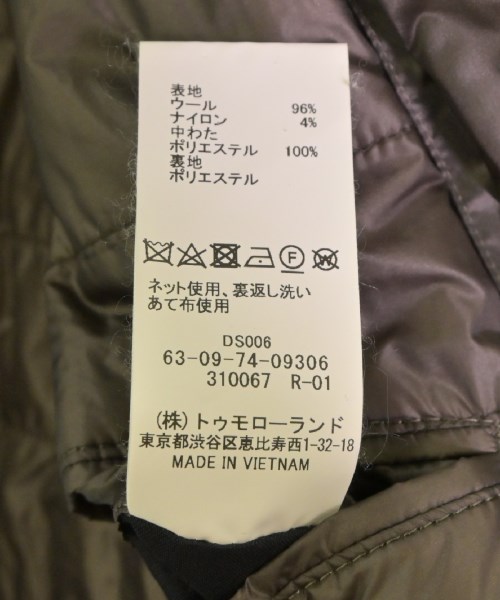 表地
ウール 96%
ナイロン 4%
中わた
ポリエステル 100%
裏地
ポリエステル
F W
ネット使用、裏返し洗い
あて布使用
DS006
63-09-74-09306
310067 R-01
(株)トゥモローランド
東京都渋谷区恵比寿西1-32-18
MADE IN VIETNAM